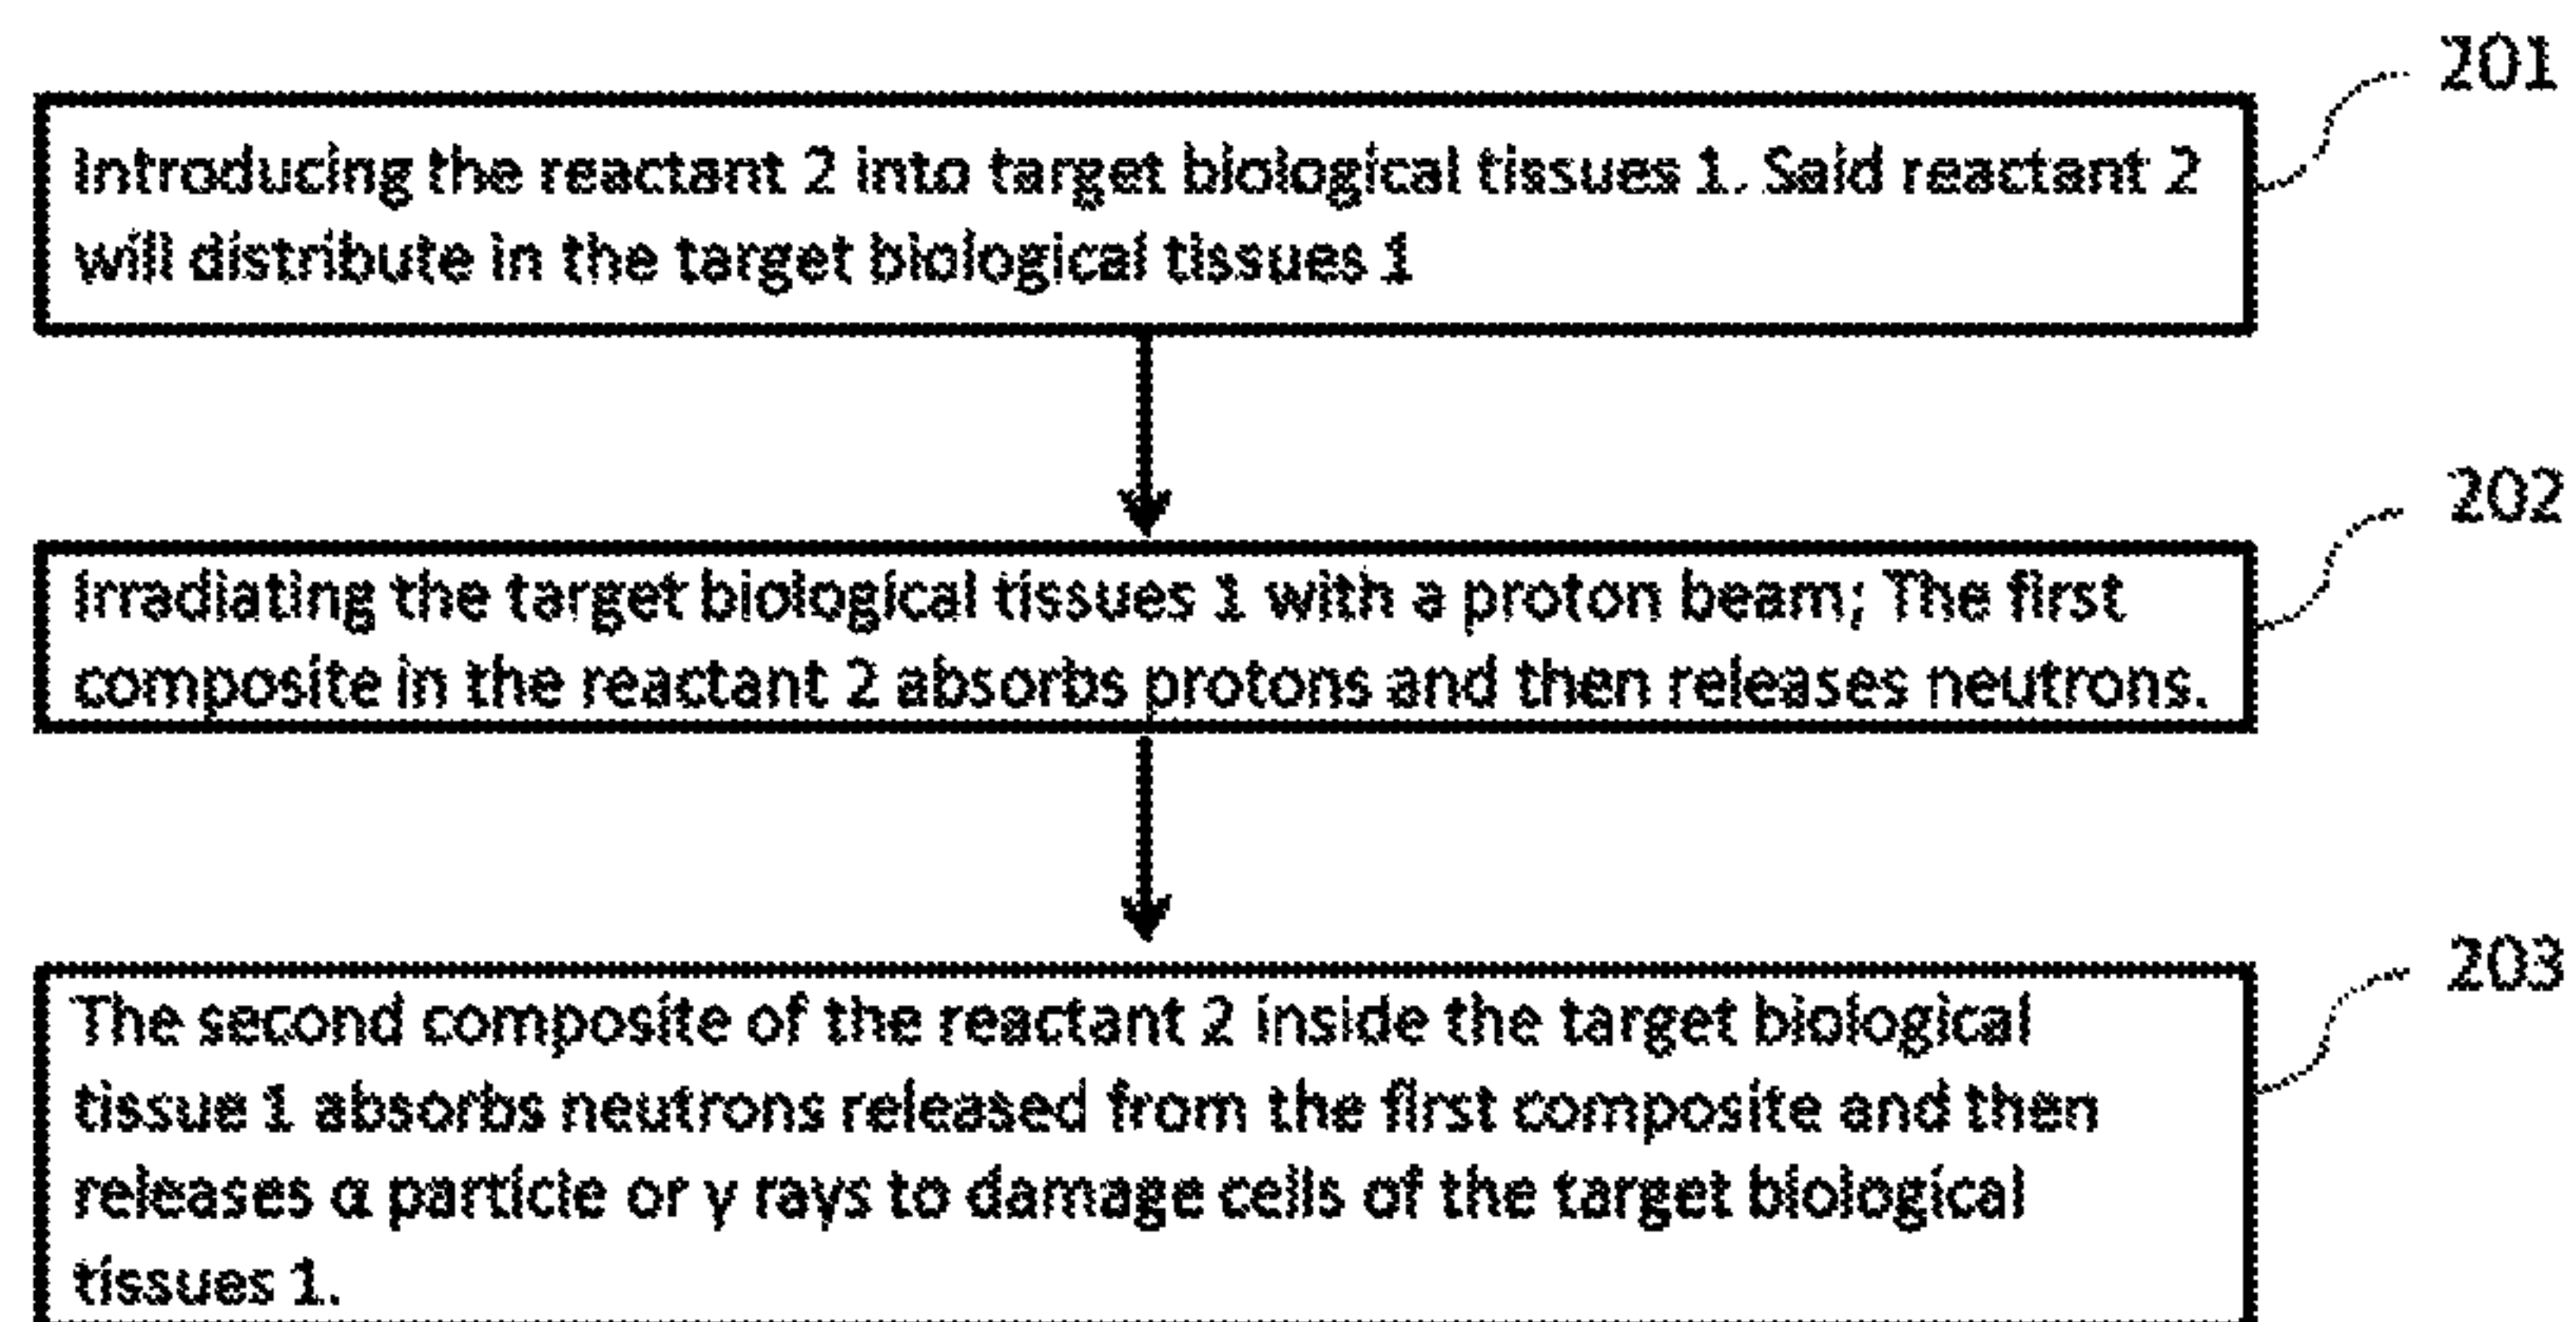 201
Introducing the reactant 2 into target biological tissues 1. Said reactant 2
will distribute in the target biological tissues 1
202
Irradiating the target biological tissues 1 with a proton beam; The first
composite in the reactant 2 absorbs protons and then releases neutrons.
203
The second composite of the reactant 2 inside the target biological
tissue 1 absorbs neutrons released from the first composite and then
releases α particle or γ rays to damage cells of the target biological
tissues 1.